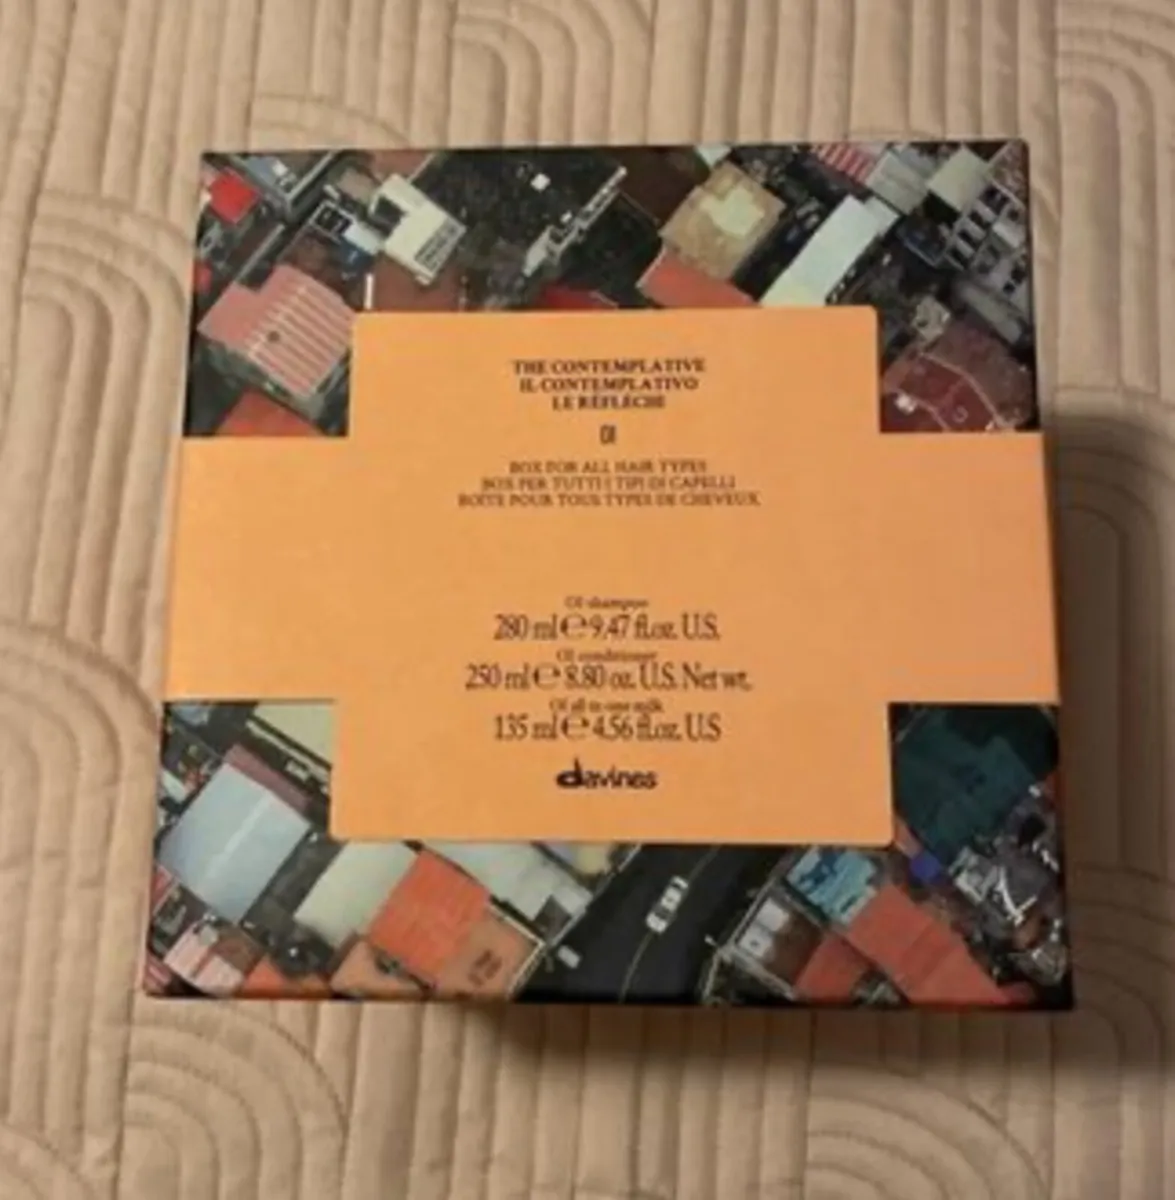 THE CONTEMPLATIVE
IL CONTEMPLATIVO
LE RÉFLÉCHI
OI
BOX FOR ALL HAIR TYPES
BOX PER TUTTI I TIPI DI CAPELLI
BOÎTE POUR TOUS TYPES DE CHEVEUX
OI shampoo
280 ml ℮ 9.47 fl.oz. U.S.
OI conditioner
250 ml ℮ 8.80 oz. U.S. Net wt.
OI all in one milk
135 ml ℮ 4.56 fl.oz. U.S
davines